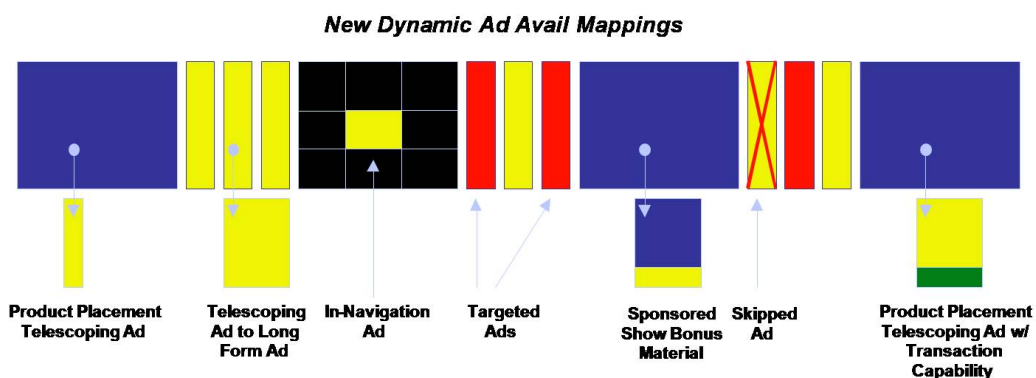 New Dynamic Ad Avail Mappings
Product Placement
Telescoping Ad
Telescoping
Ad to Long
Form Ad
In-Navigation
Ad
Targeted
Ads
Sponsored
Show Bonus
Material
Skipped
Ad
Product Placement
Telescoping Ad w/
Transaction
Capability